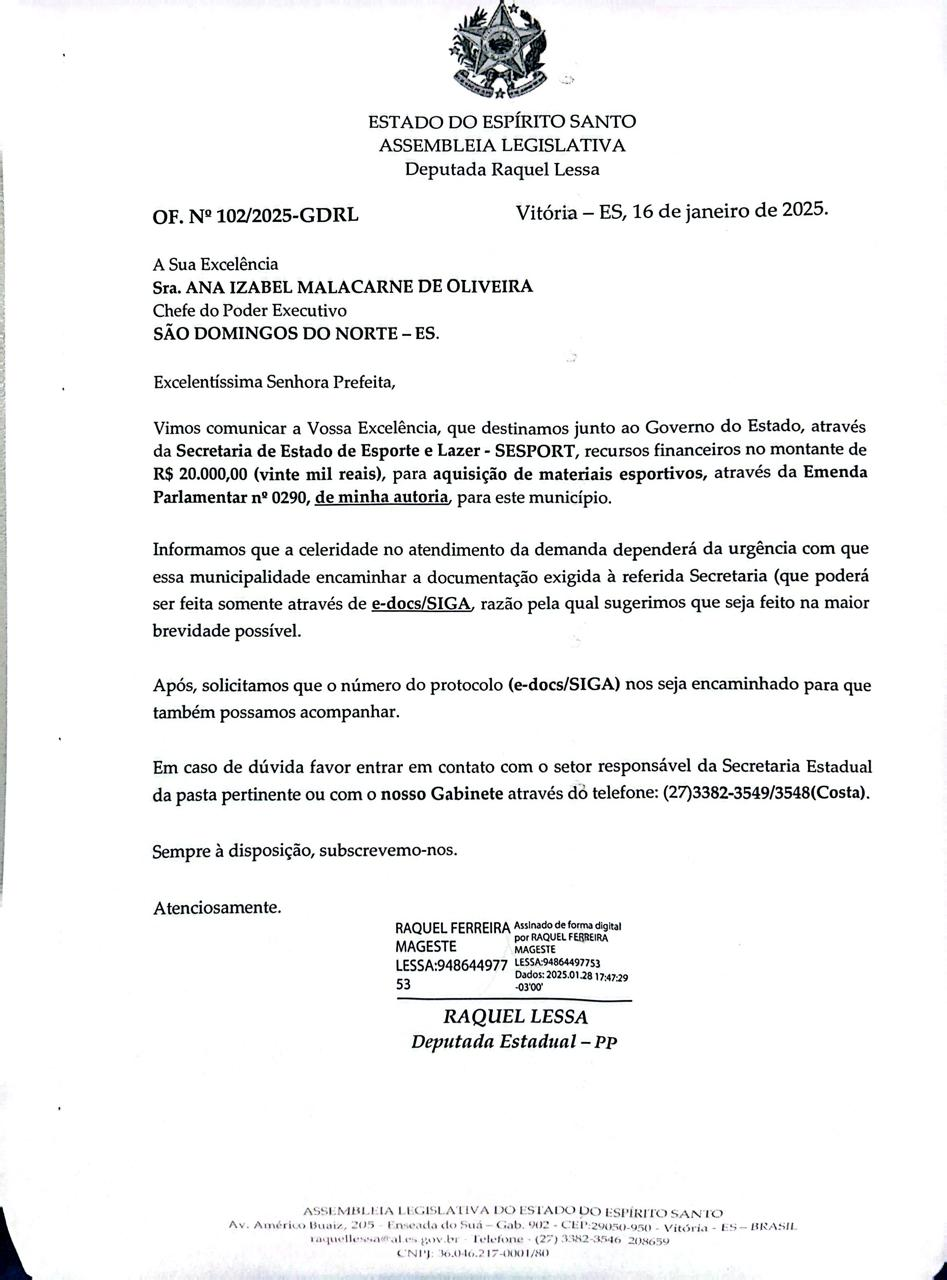 ESTADO DO ESPÍRITO SANTO
ASSEMBLEIA LEGISLATIVA
Deputada Raquel Lessa
OF. Nº 102/2025-GDRL
Vitória – ES, 16 de janeiro de 2025.
A Sua Excelência
Sra. ANA IZABEL MALACARNE DE OLIVEIRA
Chefe do Poder Executivo
SÃO DOMINGOS DO NORTE – ES.
Excelentíssima Senhora Prefeita,
Vimos comunicar a Vossa Excelência, que destinamos junto ao Governo do Estado, através
da Secretaria de Estado de Esporte e Lazer - SESPORT, recursos financeiros no montante de
R$ 20.000,00 (vinte mil reais), para aquisição de materiais esportivos, através da Emenda
Parlamentar nº 0290, de minha autoria, para este município.
Informamos que a celeridade no atendimento da demanda dependerá da urgência com que
essa municipalidade encaminhar a documentação exigida à referida Secretaria (que poderá
ser feita somente através de e-docs/SIGA, razão pela qual sugerimos que seja feito na maior
brevidade possível.
Após, solicitamos que o número do protocolo (e-docs/SIGA) nos seja encaminhado para que
também possamos acompanhar.
Em caso de dúvida favor entrar em contato com o setor responsável da Secretaria Estadual
da pasta pertinente ou com o nosso Gabinete através do telefone: (27)3382-3549/3548(Costa).
Sempre à disposição, subscrevemo-nos.
Atenciosamente.
RAQUEL FERREIRA
MAGESTE
LESSA:948644977
53
Assinado de forma digital
por RAQUEL FERREIRA
MAGESTE
LESSA:94864497753
Dados: 2025.01.28 17:47:29
-03'00'
RAQUEL LESSA
Deputada Estadual – PP
ASSEMBLEIA LEGISLATIVA DO ESTADO DO ESPÍRITO SANTO
Av. Américo Buaiz, 205 - Enseada do Suá – Gab. 902 - CEP:29050-950 - Vitória - ES – BRASIL
raquellessa@al.es.gov.br - Telefone - (27) 3382-3546 208659
CNPJ: 36.046.217-0001/80